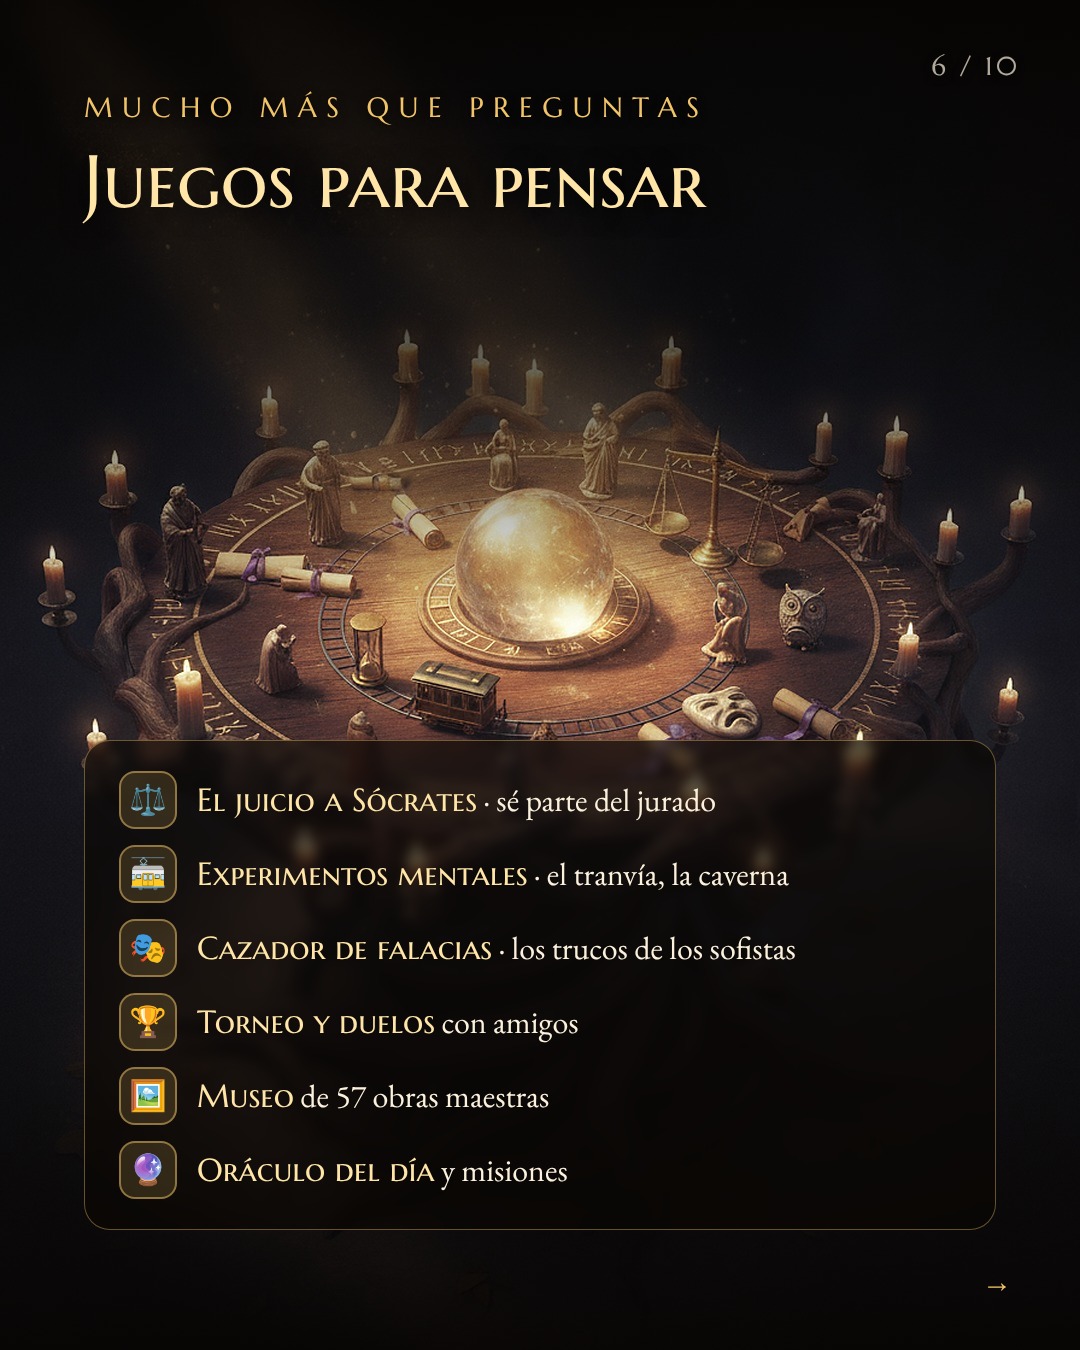 6 / 10
MUCHO MÁS QUE PREGUNTAS
Juegos para pensar
El juicio a Sócrates · sé parte del jurado
Experimentos mentales · el tranvía, la caverna
Cazador de falacias · los trucos de los sofistas
Torneo y duelos con amigos
Museo de 57 obras maestras
Oráculo del día y misiones
→